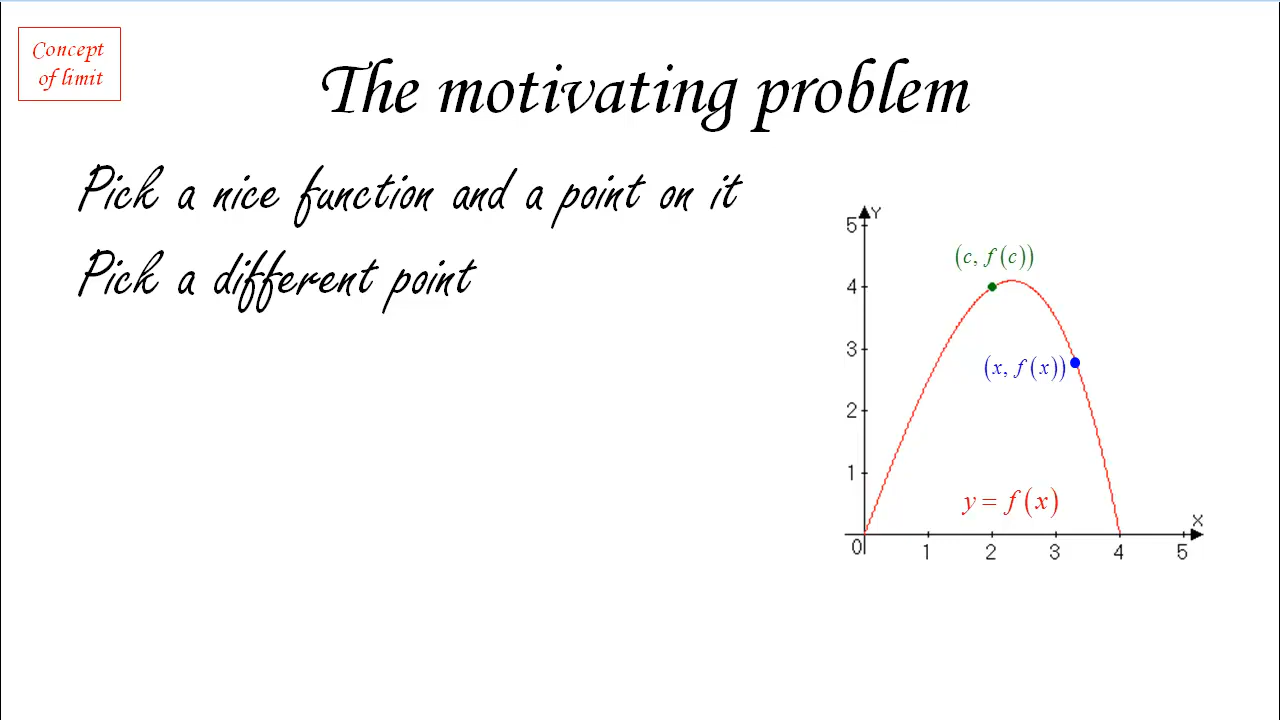 Concept
of limit
The motivating problem
Pick a nice function and a point on it
Pick a different point
Y
5
(c, f(c))
4
3
(x, f(x))
2
1
y = f(x)
X
0 1 2 3 4 5